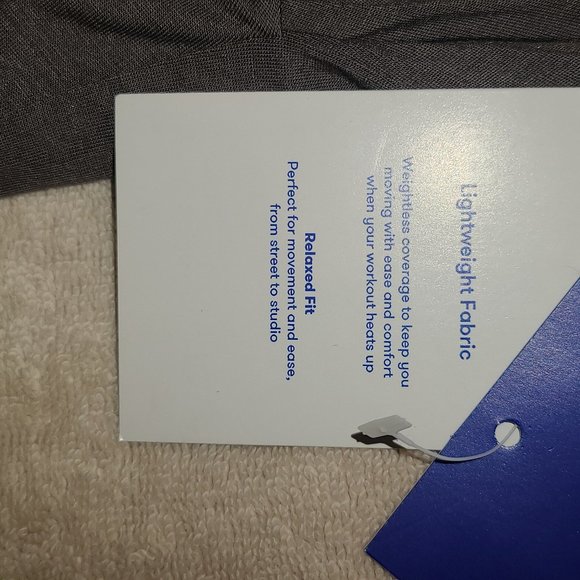 Lightweight Fabric
Weightless coverage to keep you
moving with ease and comfort
when your workout heats up
Relaxed Fit
Perfect for movement and ease,
from street to studio